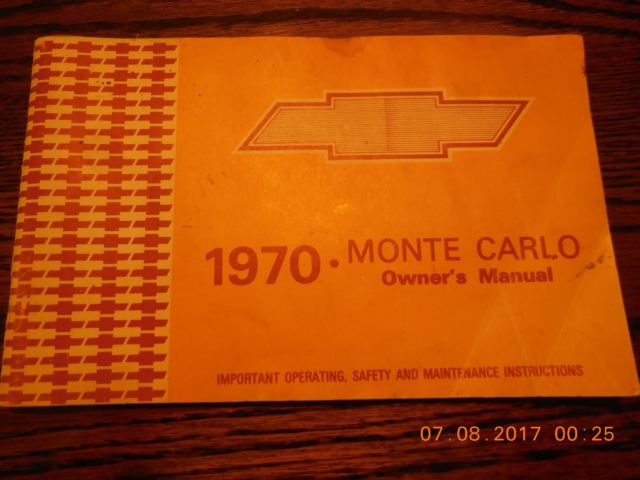 1970 • MONTE CARLO
Owner's Manual
IMPORTANT OPERATING, SAFETY AND MAINTENANCE INSTRUCTIONS
07.08.2017 00:25